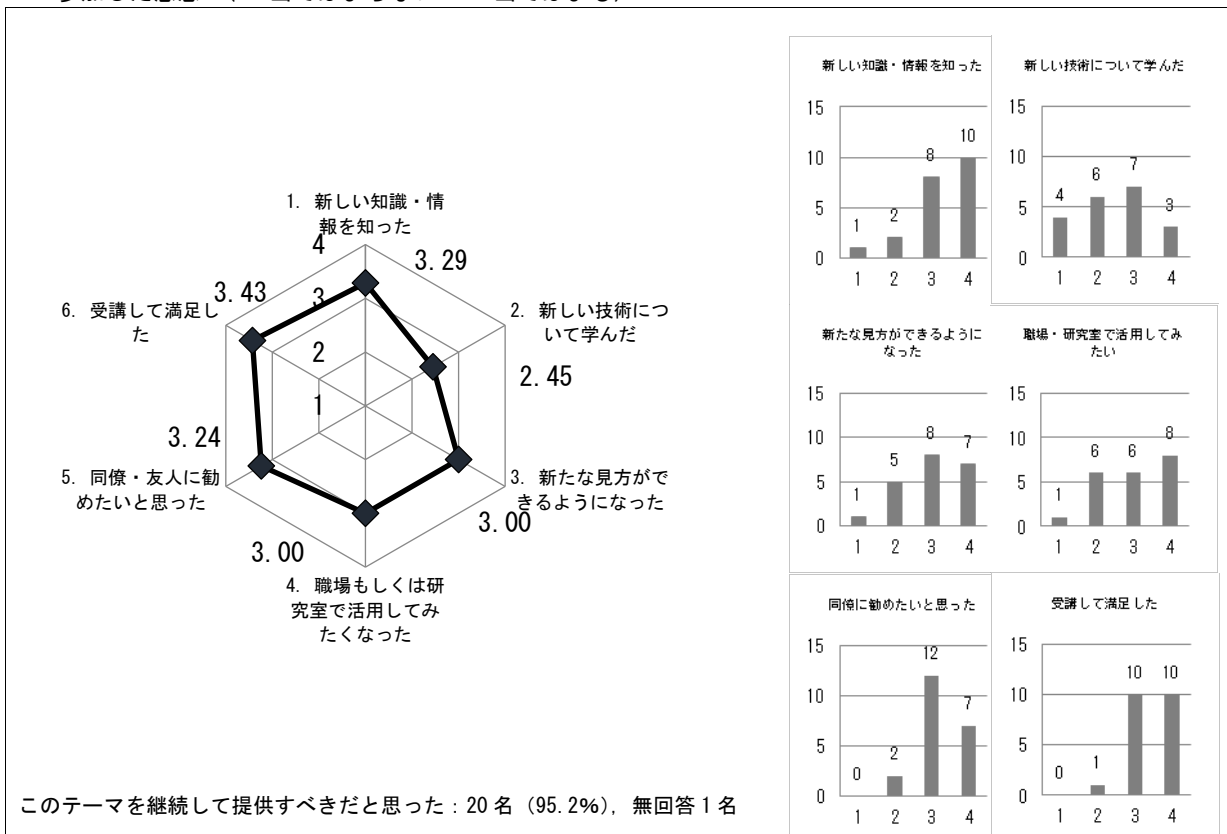 1. 新しい知識・情
報を知った
4
3.29
3
2
1
2. 新しい技術につ
いて学んだ
2.45
3. 新たな見方がで
きるようになった
3.00
4. 職場もしくは研
究室で活用してみ
たくなった
3.00
5. 同僚・友人に勧
めたいと思った
3.24
6. 受講して満足し
た
3.43
新しい知識・情報を知った
15
10
5
0
1 2 8 10
1 2 3 4
新しい技術について学んだ
15
10
5
0
4 6 7 3
1 2 3 4
新たな見方ができるように
なった
15
10
5
0
1 5 8 7
1 2 3 4
職場・研究室で活用してみ
たい
15
10
5
0
1 6 6 8
1 2 3 4
同僚に勧めたいと思った
15
10
5
0
0 2 12 7
1 2 3 4
受講して満足した
15
10
5
0
0 1 10 10
1 2 3 4
このテーマを継続して提供すべきだと思った：20 名（95.2%），無回答 1 名